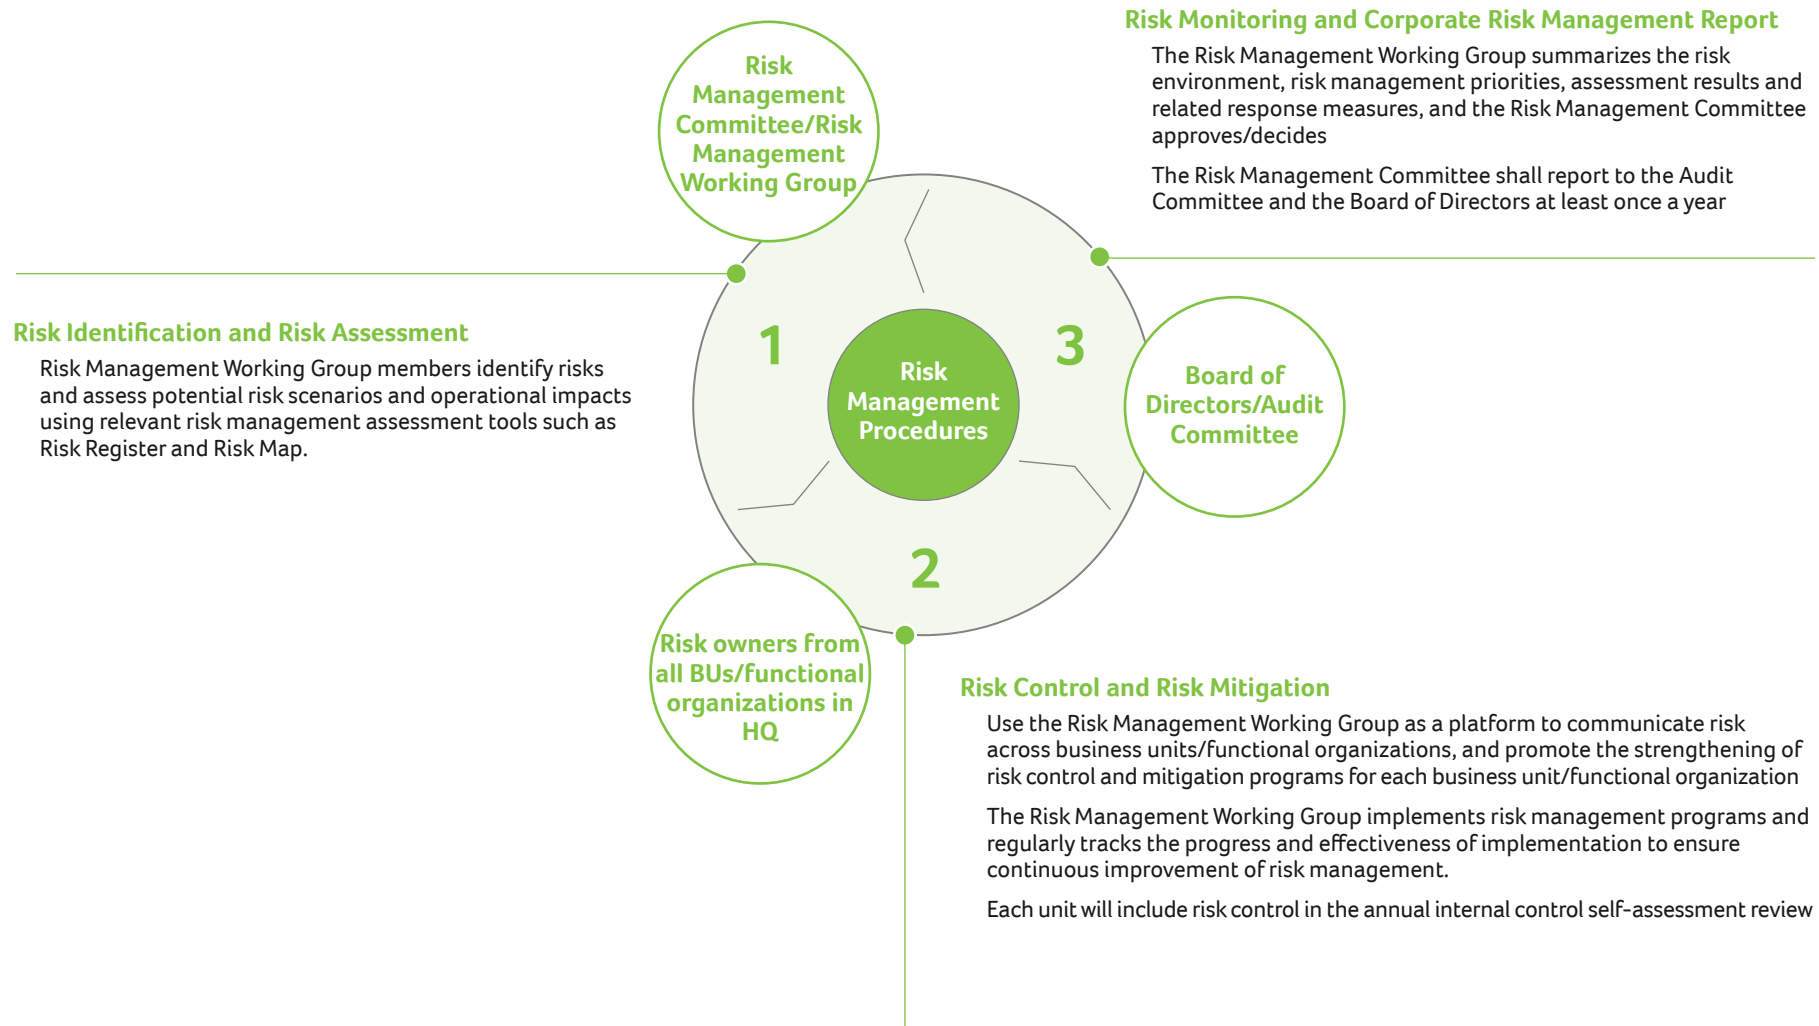 Risk
Management
Committee/Risk
Management
Working Group
Risk Monitoring and Corporate Risk Management Report
The Risk Management Working Group summarizes the risk
environment, risk management priorities, assessment results and
related response measures, and the Risk Management Committee
approves/decides
The Risk Management Committee shall report to the Audit
Committee and the Board of Directors at least once a year
Risk Identification and Risk Assessment
Risk Management Working Group members identify risks
and assess potential risk scenarios and operational impacts
using relevant risk management assessment tools such as
Risk Register and Risk Map.
1
3
Risk
Management
Procedures
Board of
Directors/Audit
Committee
2
Risk owners from
all BUs/functional
organizations in
HQ
Risk Control and Risk Mitigation
Use the Risk Management Working Group as a platform to communicate risk
across business units/functional organizations, and promote the strengthening of
risk control and mitigation programs for each business unit/functional organization
The Risk Management Working Group implements risk management programs and
regularly tracks the progress and effectiveness of implementation to ensure
continuous improvement of risk management.
Each unit will include risk control in the annual internal control self-assessment review